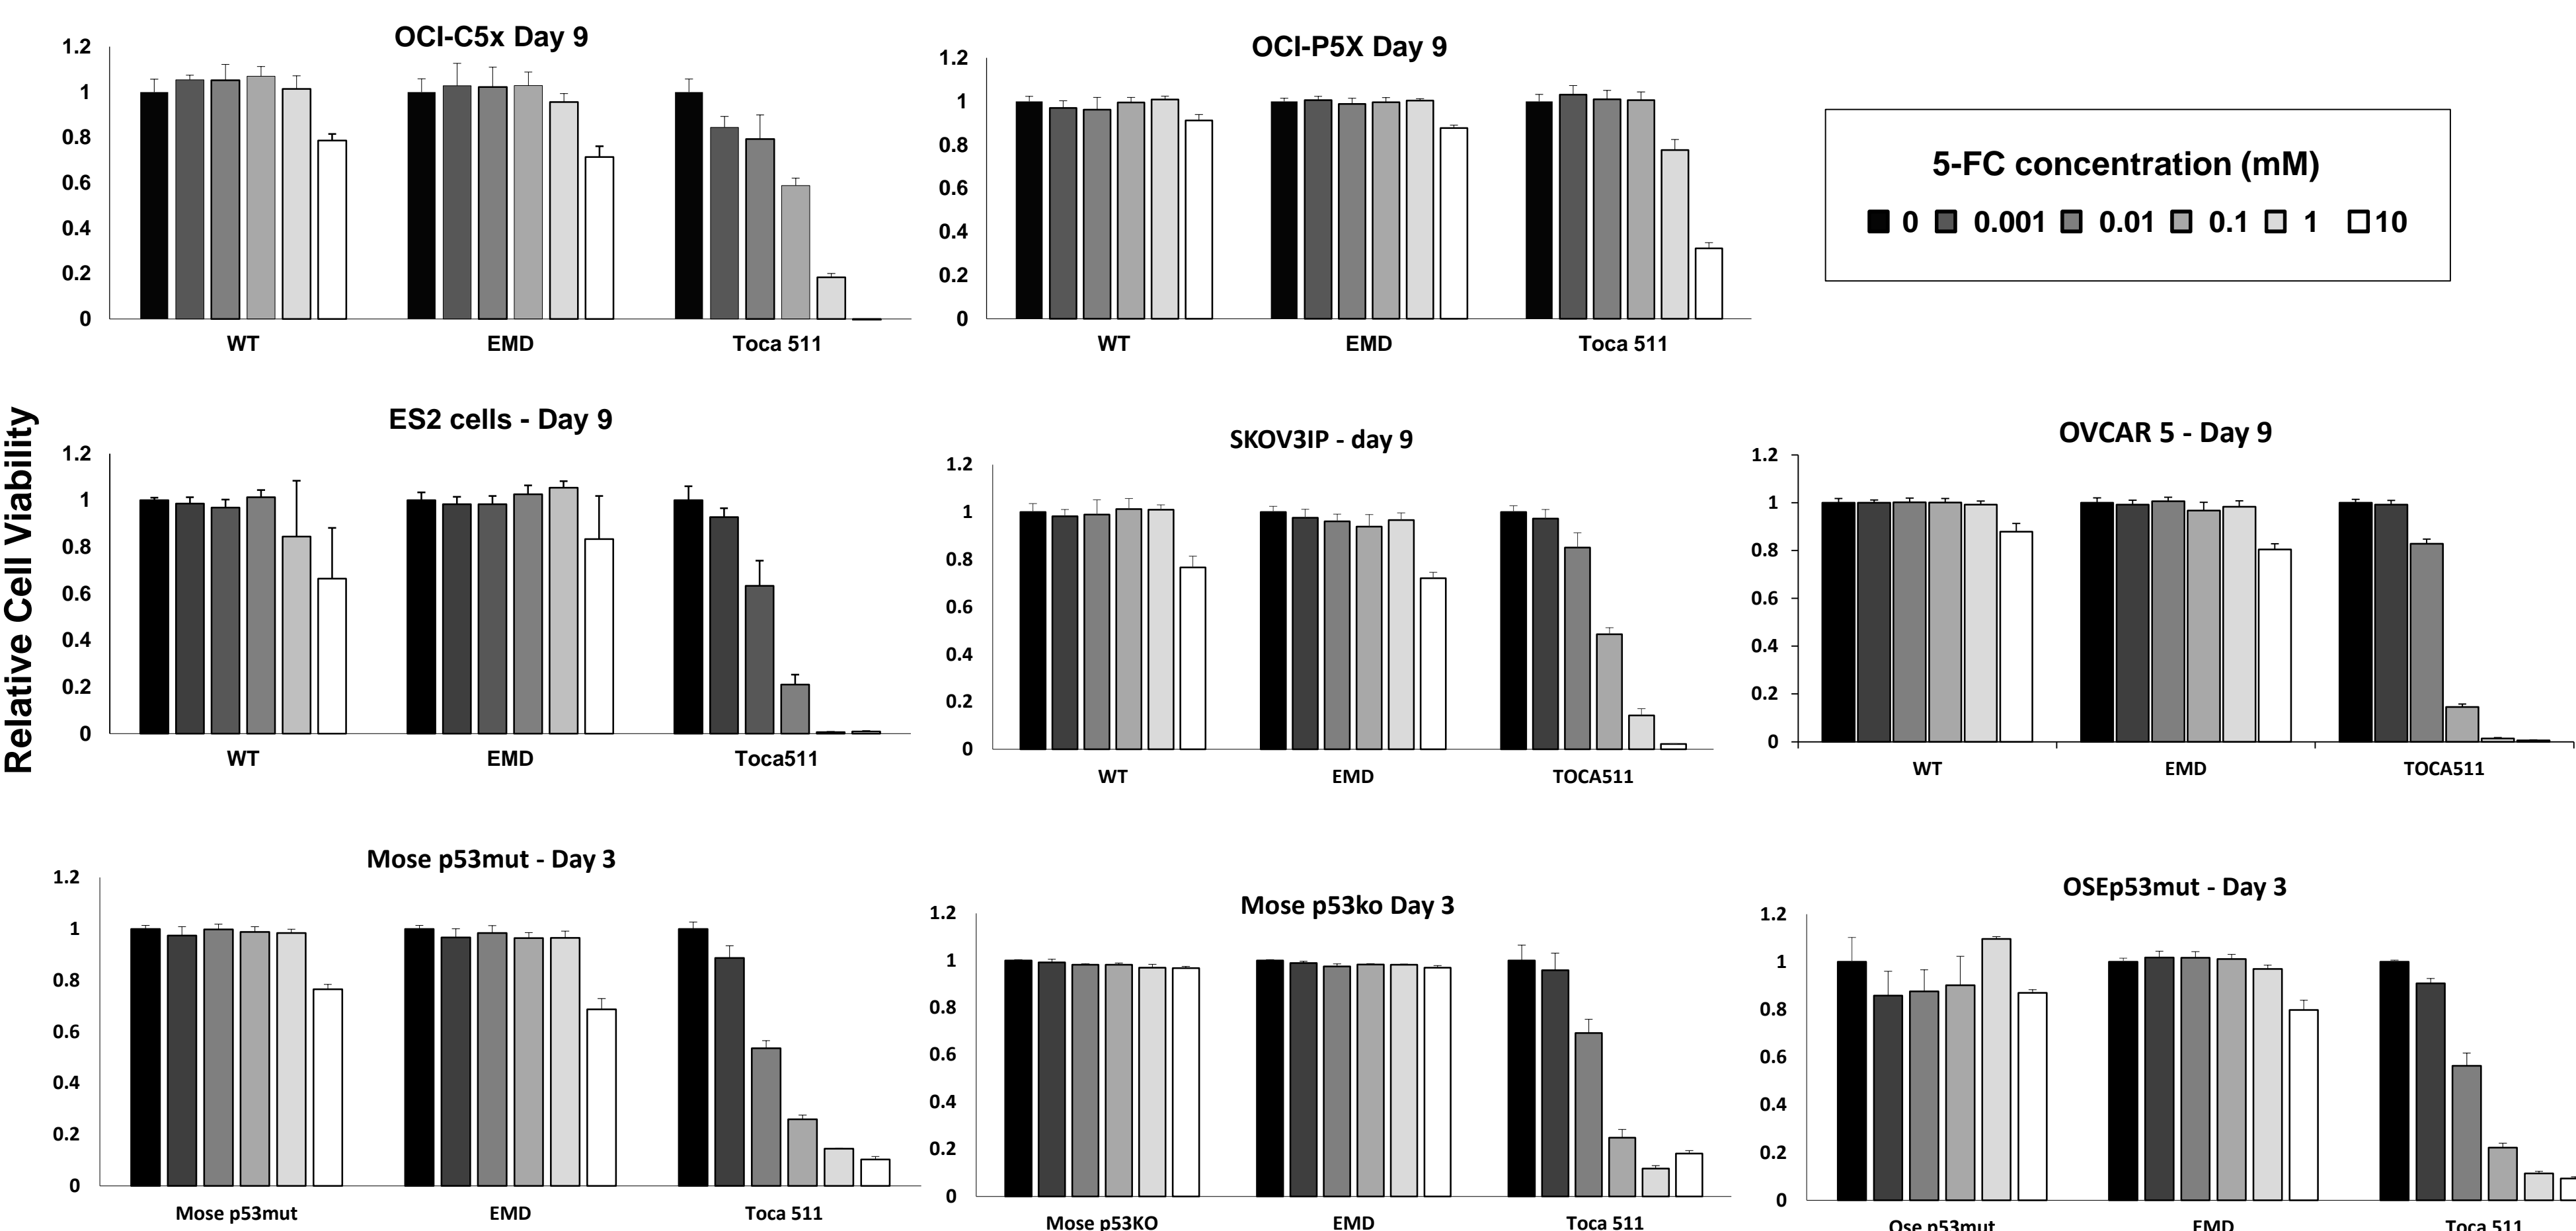 OCI-C5x Day 9
1.2
1
0.8
0.6
0.4
0.2
0
WT EMD Toca 511
OCI-P5X Day 9
1.2
1
0.8
0.6
0.4
0.2
0
WT EMD Toca 511
5-FC concentration (mM)
0 0.001 0.01 0.1 1 10
Relative Cell Viability
ES2 cells - Day 9
1.2
1
0.8
0.6
0.4
0.2
0
WT EMD Toca511
SKOV3IP - day 9
1.2
1
0.8
0.6
0.4
0.2
0
WT EMD TOCA511
OVCAR 5 - Day 9
1.2
1
0.8
0.6
0.4
0.2
0
WT EMD TOCA511
Mose p53mut - Day 3
1.2
1
0.8
0.6
0.4
0.2
0
Mose p53mut EMD Toca 511
Mose p53ko Day 3
1.2
1
0.8
0.6
0.4
0.2
0
Mose p53KO EMD Toca 511
OSEp53mut - Day 3
1.2
1
0.8
0.6
0.4
0.2
0
Ose p53mut EMD Toca 511